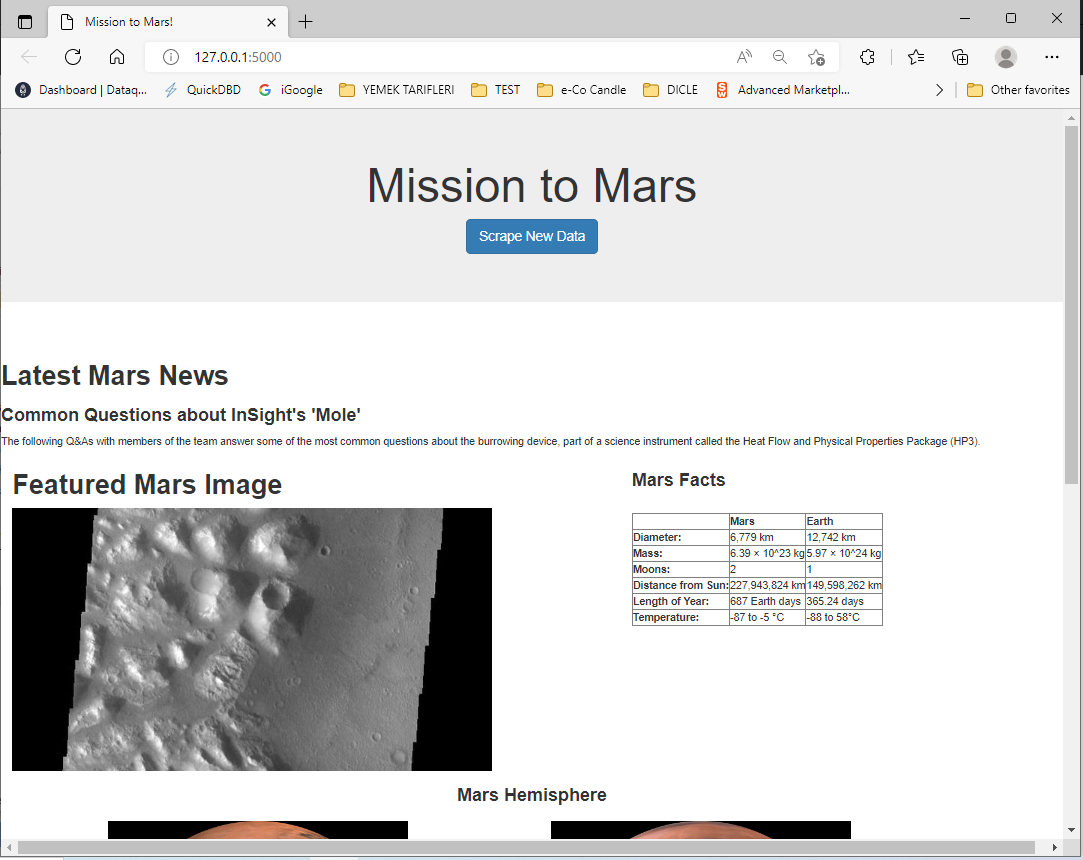 Mission to Mars!
127.0.0.1:5000
Dashboard | Dataq... QuickDBD iGoogle YEMEK TARIFLERI TEST e-Co Candle DICLE Advanced Marketpl... Other favorites
Mission to Mars
Scrape New Data
Latest Mars News
Common Questions about InSight's 'Mole'
The following Q&As with members of the team answer some of the most common questions about the burrowing device, part of a science instrument called the Heat Flow and Physical Properties Package (HP3).
Featured Mars Image
Mars Facts
Mars Earth
Diameter: 6,779 km 12,742 km
Mass: 6.39 × 10^23 kg 5.97 × 10^24 kg
Moons: 2 1
Distance from Sun: 227,943,824 km 149,598,262 km
Length of Year: 687 Earth days 365.24 days
Temperature: -87 to -5 °C -88 to 58°C
Mars Hemisphere